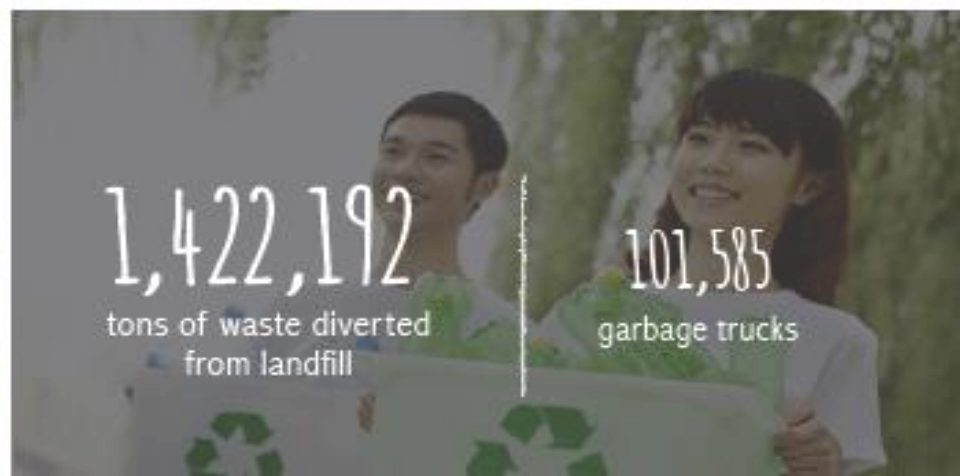 1,422,192
tons of waste diverted
from landfill
101,585
garbage trucks